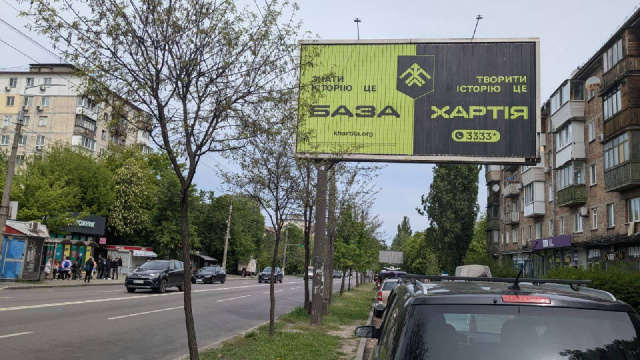 ЗНАТИ
ІСТОРІЮ ЦЕ
БАЗА
khartiia.org
ТВОРИТИ
ІСТОРІЮ ЦЕ
ХАРТІЯ
3333*